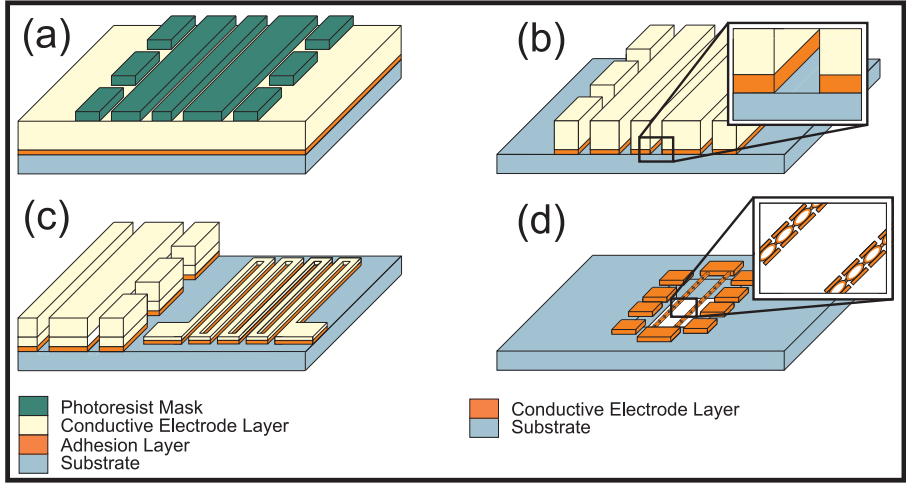 (a)
(b)
(c)
(d)
Photoresist Mask
Conductive Electrode Layer
Adhesion Layer
Substrate
Conductive Electrode Layer
Substrate